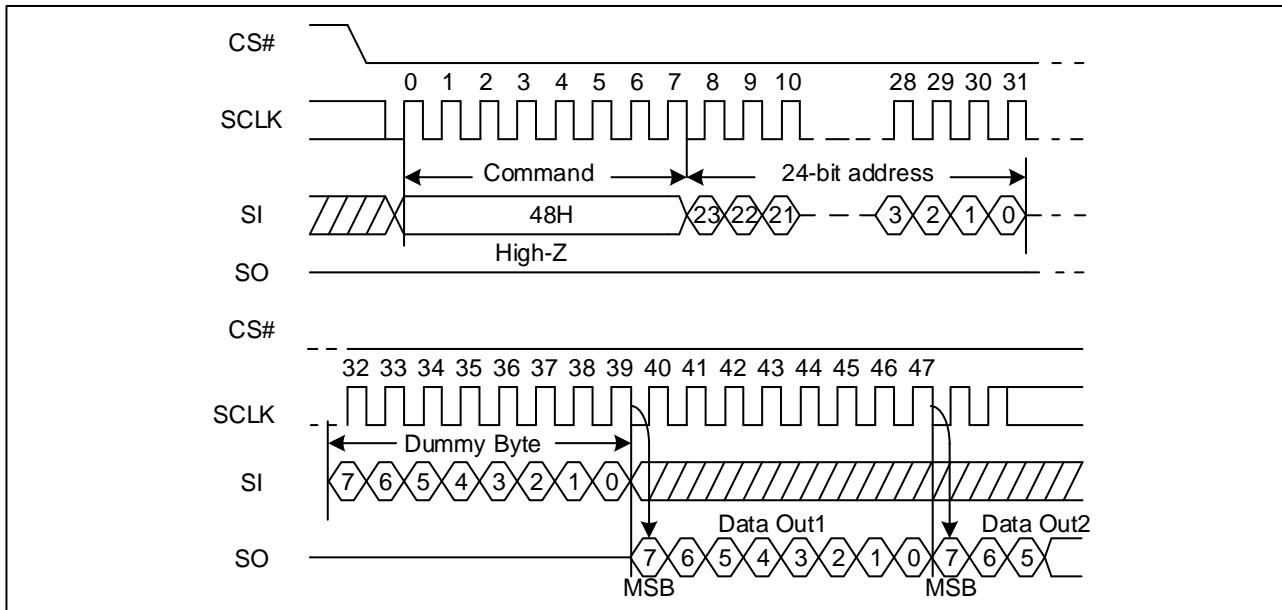 CS#
0 1 2 3 4 5 6 7 8 9 10 28 29 30 31
SCLK
Command 24-bit address
SI 48H 23 22 21 3 2 1 0
High-Z
SO
CS#
32 33 34 35 36 37 38 39 40 41 42 43 44 45 46 47
SCLK
Dummy Byte
SI 7 6 5 4 3 2 1 0
Data Out1 Data Out2
SO 7 6 5 4 3 2 1 0 7 6 5
MSB MSB